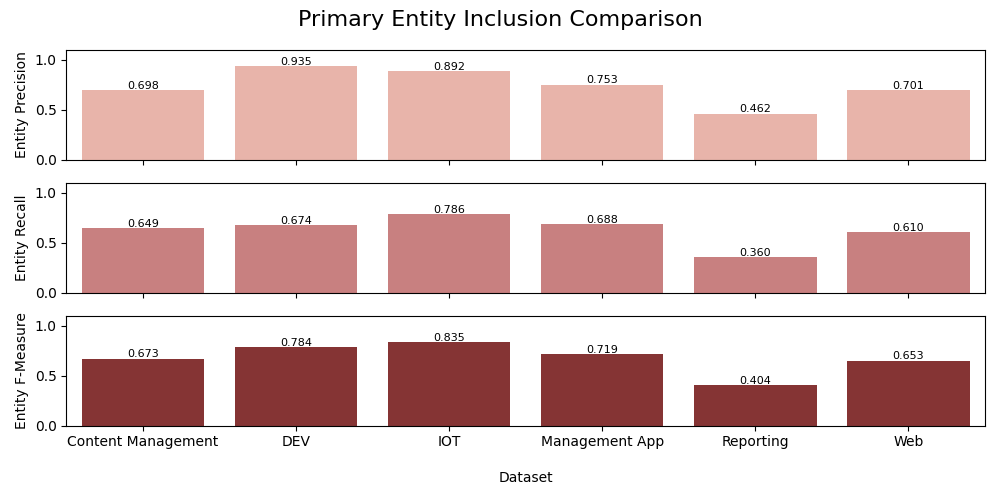 Primary Entity Inclusion Comparison
Entity Precision
1.0
0.5
0.0
0.698
0.935
0.892
0.753
0.462
0.701
Entity Recall
1.0
0.5
0.0
0.649
0.674
0.786
0.688
0.360
0.610
Entity F-Measure
1.0
0.5
0.0
0.673
0.784
0.835
0.719
0.404
0.653
Content Management
DEV
IOT
Management App
Reporting
Web
Dataset